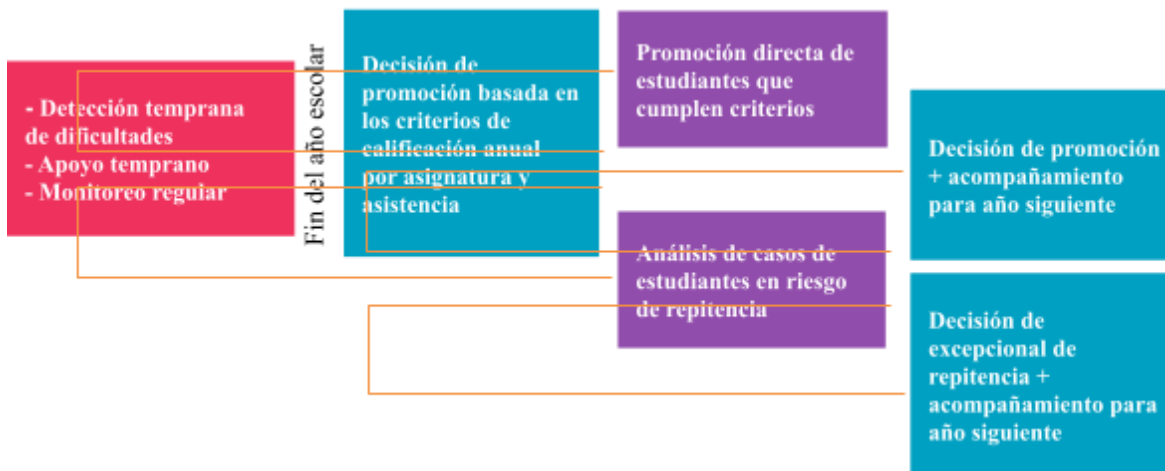 - Detección temprana
de dificultades
- Apoyo temprano
- Monitoreo regular
Fin del año escolar
Decisión de
promoción basada en
los criterios de
calificación anual
por asignatura y
asistencia
Promoción directa de
estudiantes que
cumplen criterios
Análisis de casos de
estudiantes en riesgo
de repitencia
Decisión de promoción
+ acompañamiento
para año siguiente
Decisión de
excepcional de
repitencia +
acompañamiento para
año siguiente